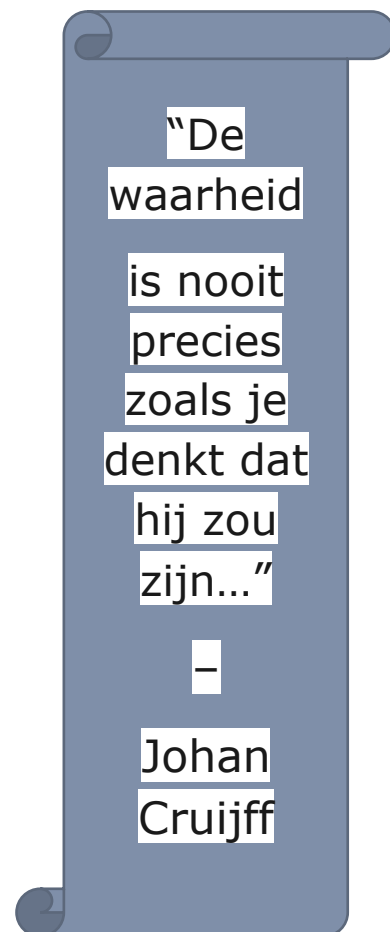 “De
waarheid
is nooit
precies
zoals je
denkt dat
hij zou
zijn…”
–
Johan
Cruijff